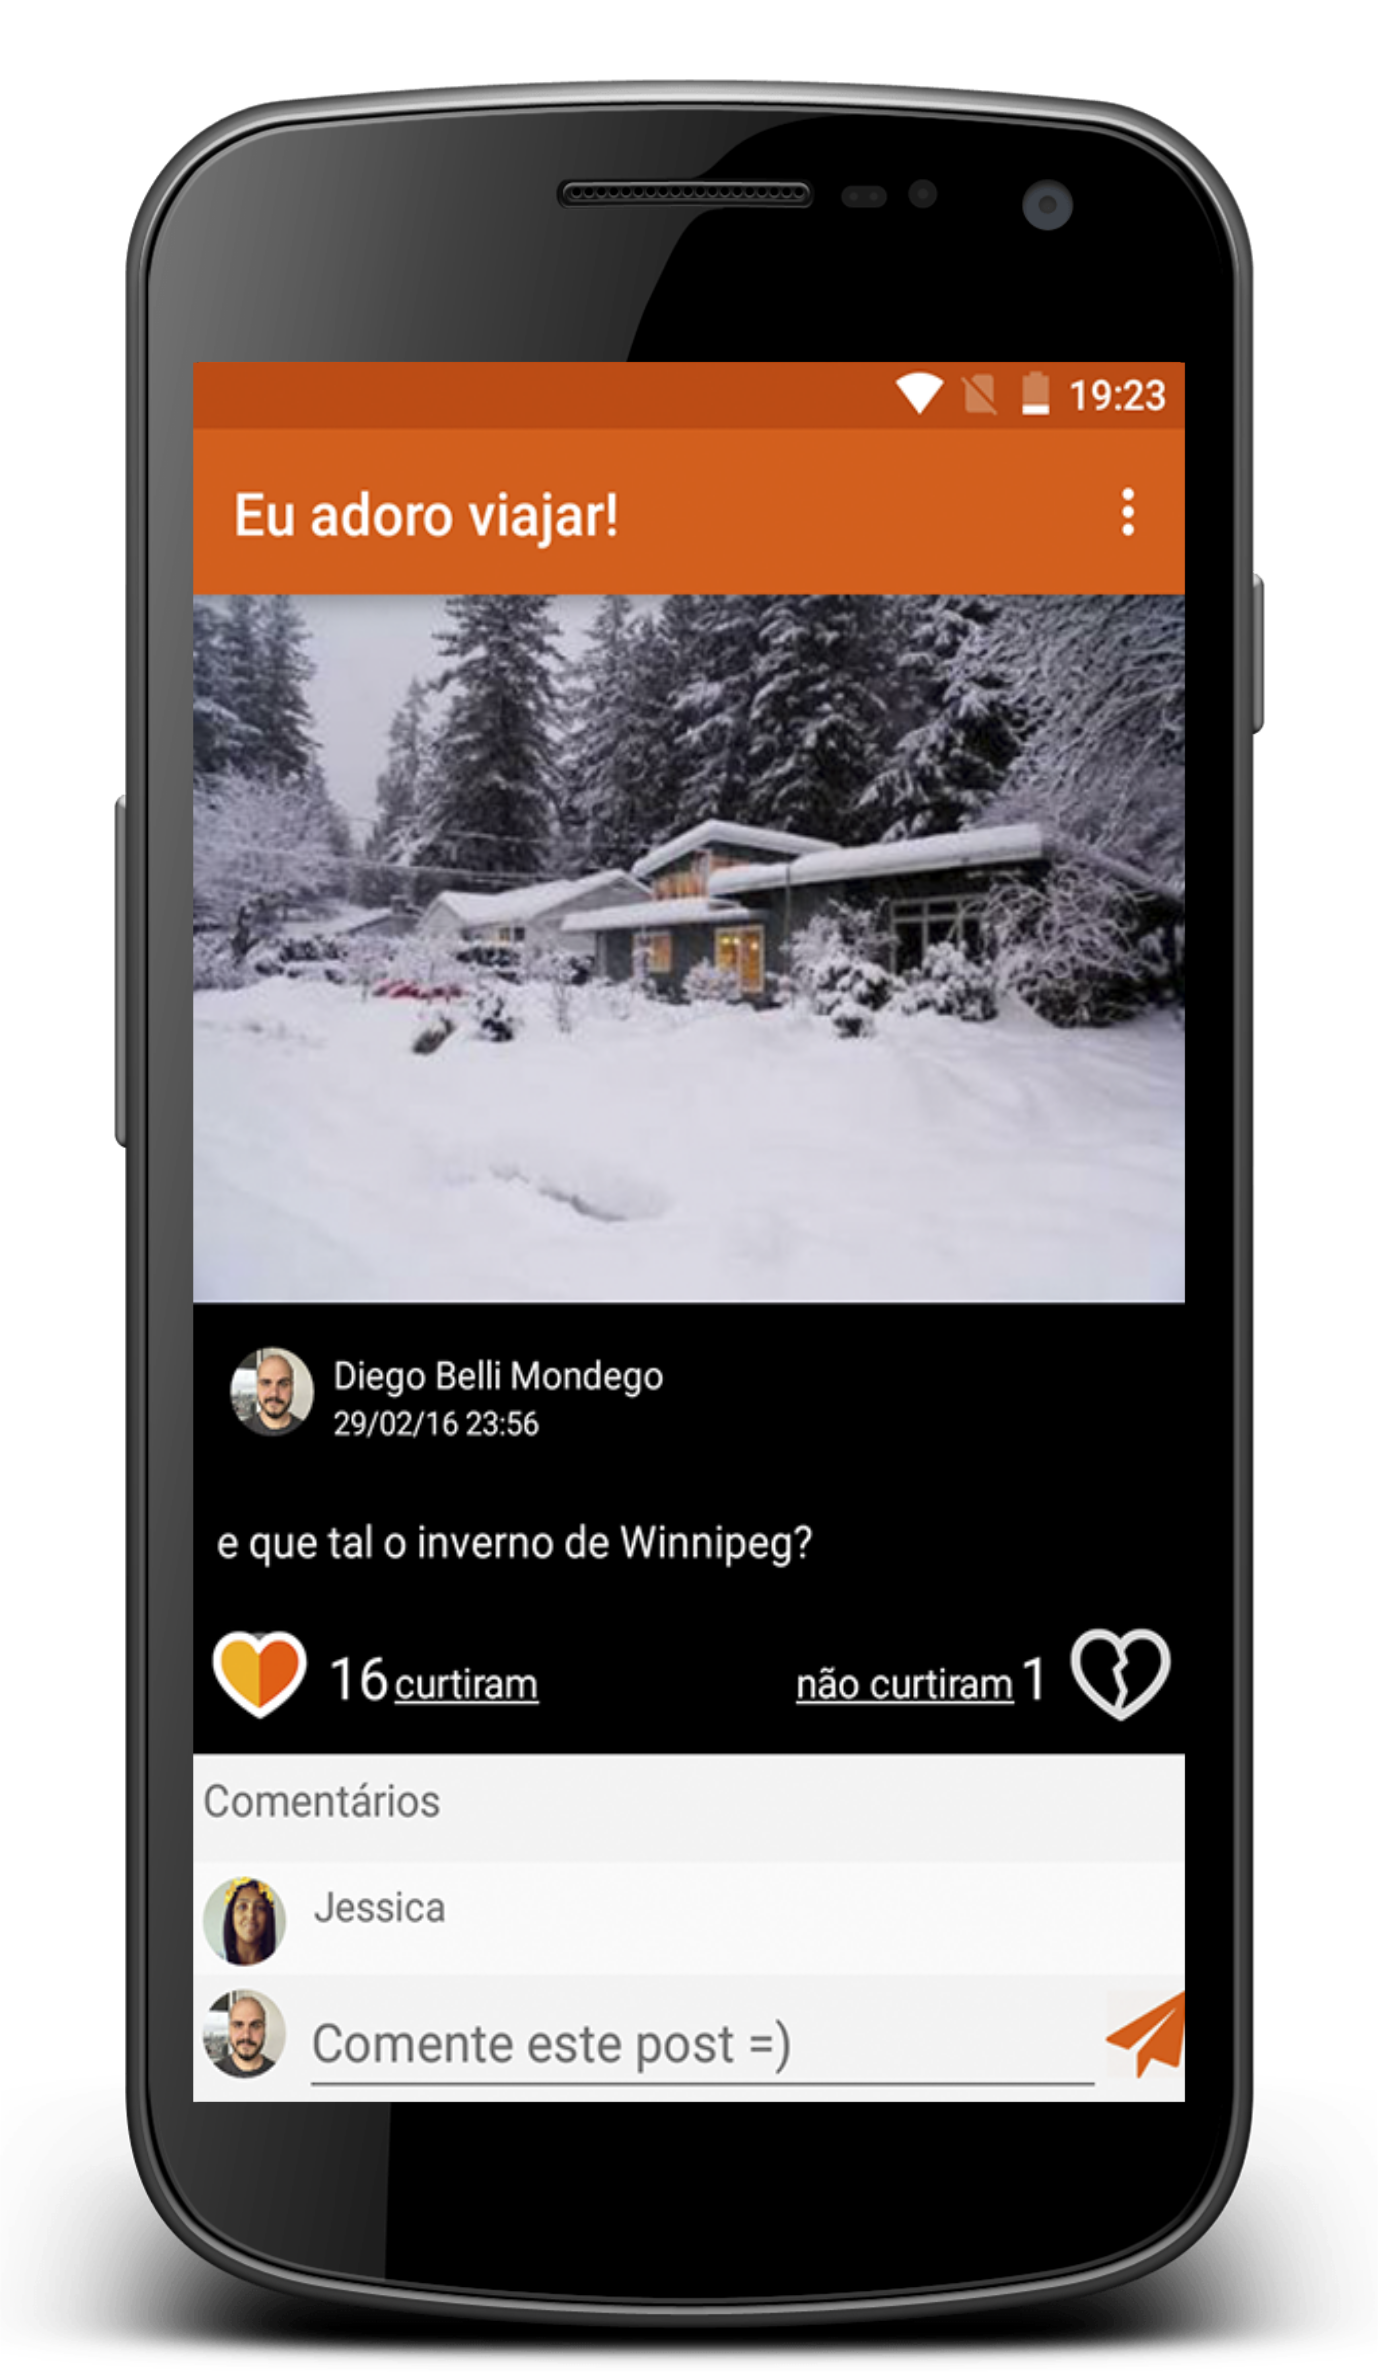 19:23
Eu adoro viajar!
Diego Belli Mondego
29/02/16 23:56
e que tal o inverno de Winnipeg?
16 curtiram não curtiram 1
Comentários
Jessica
Comente este post =)